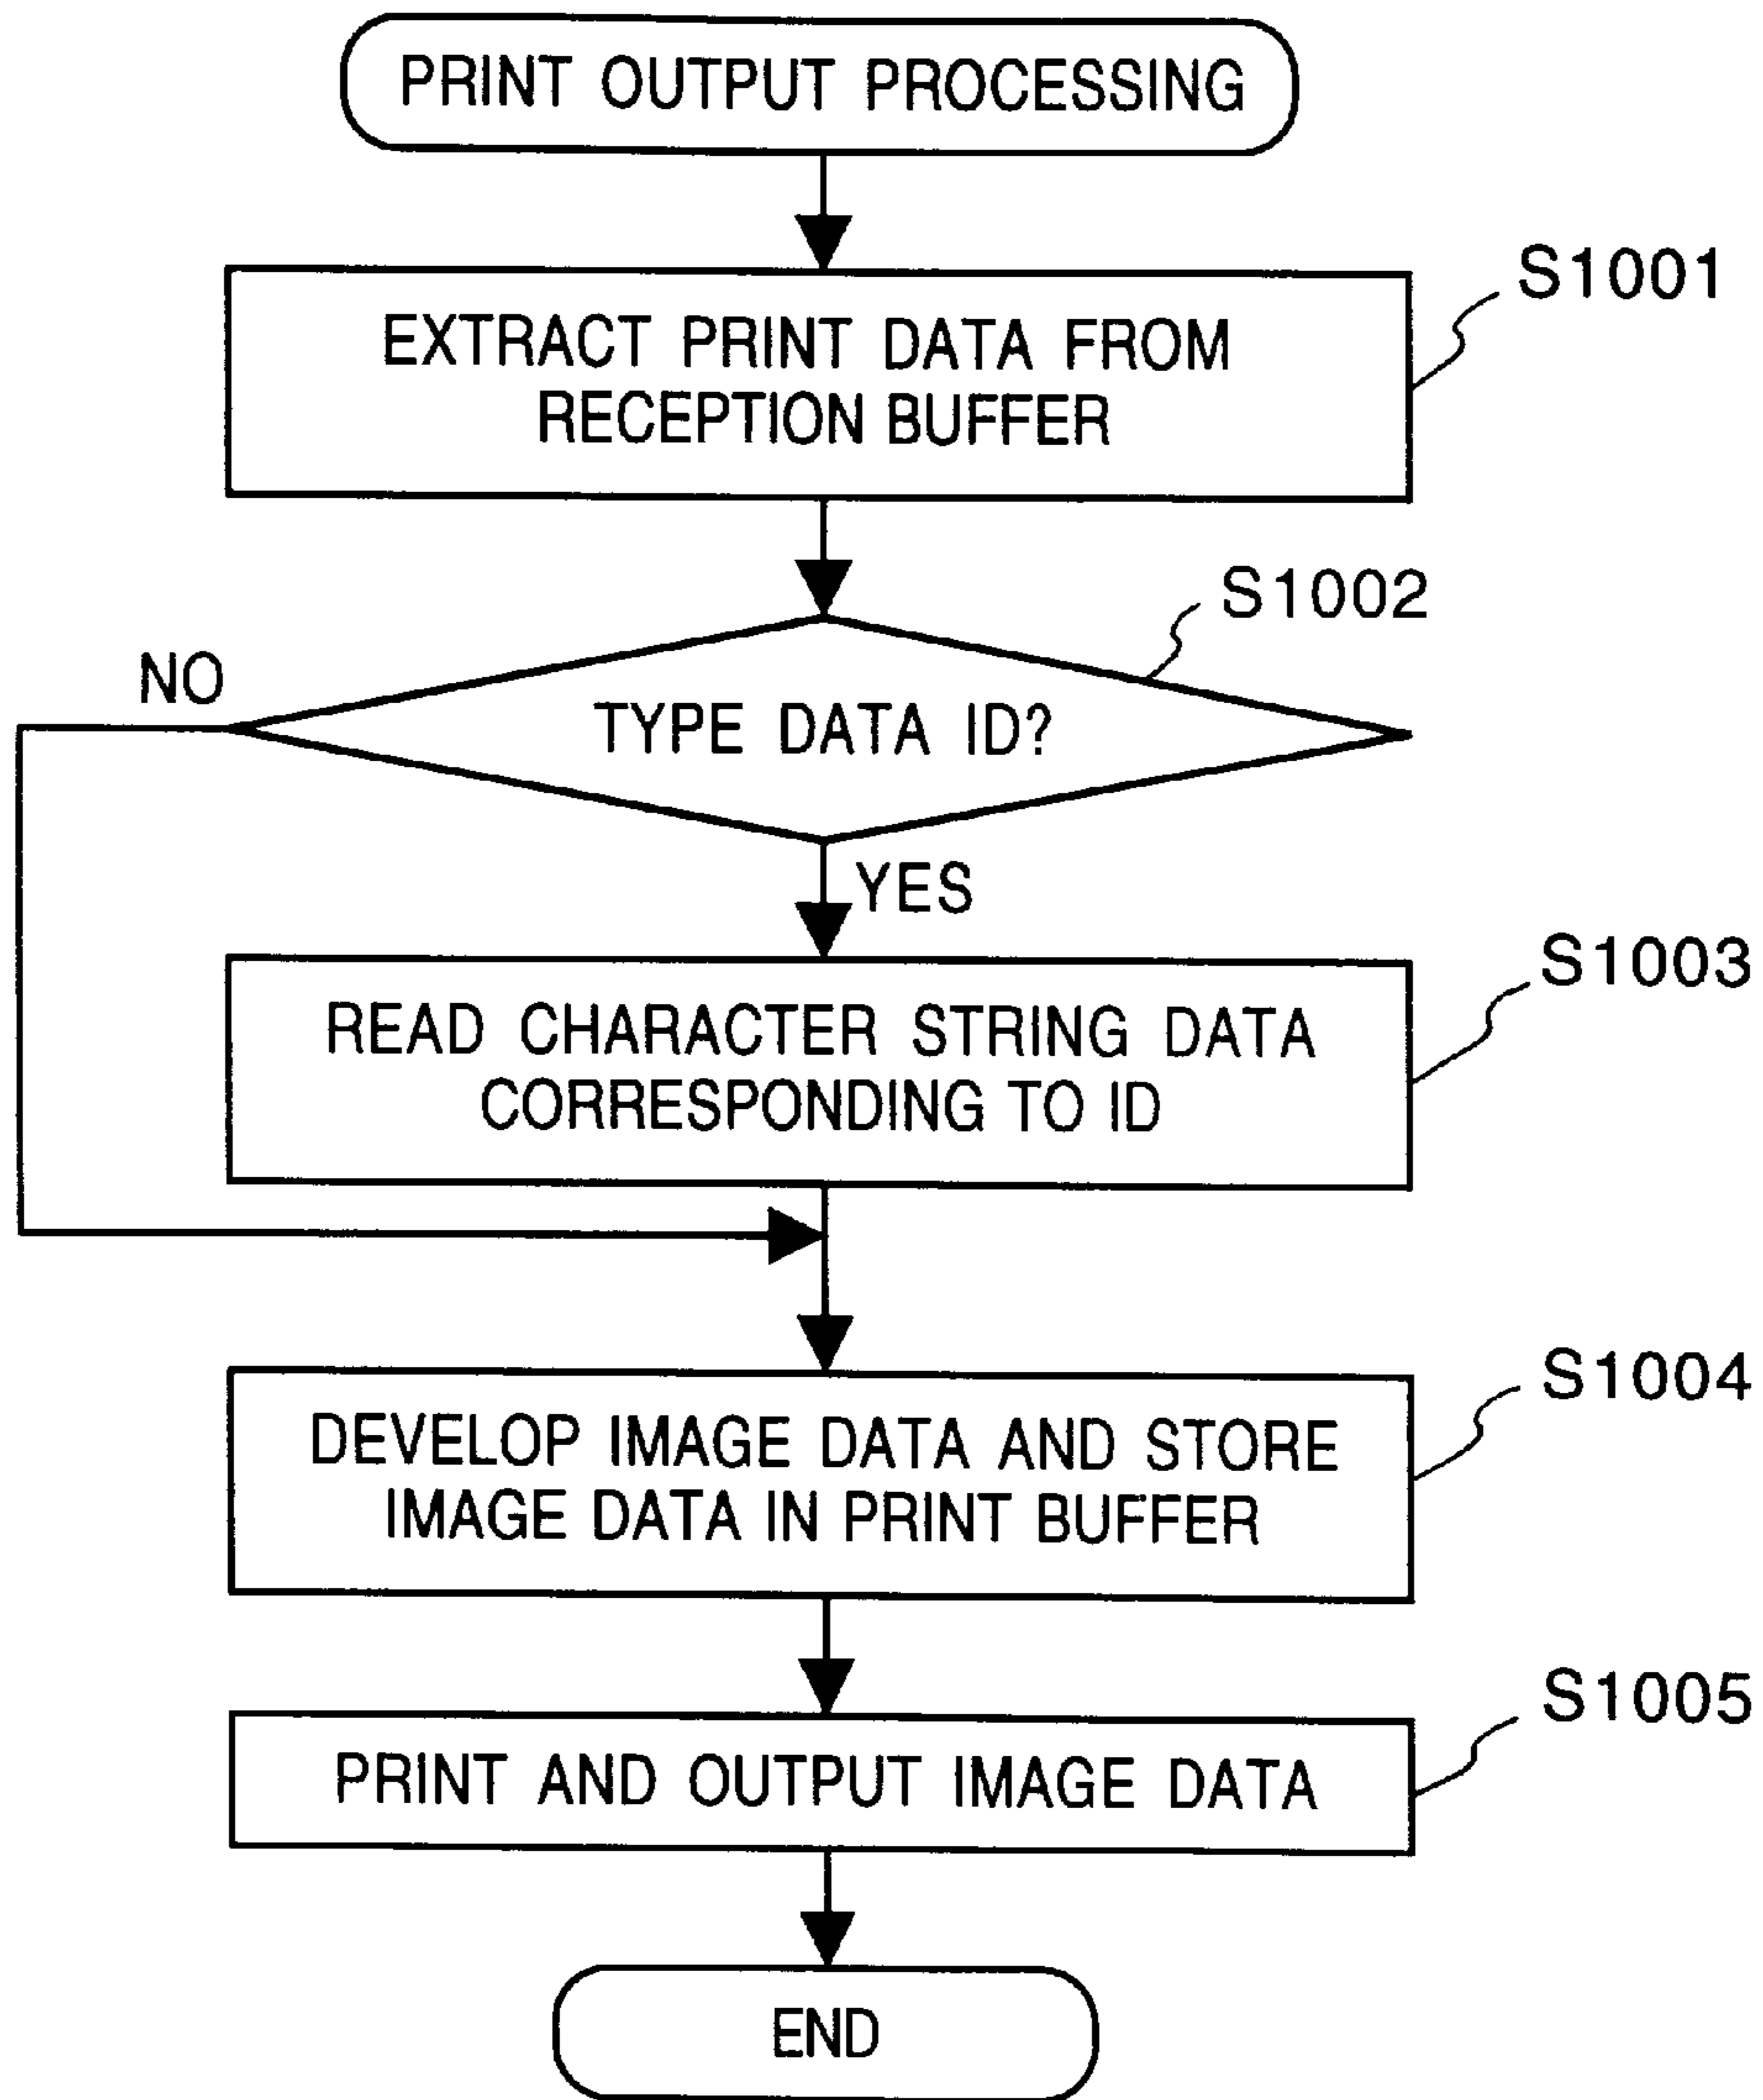 PRINT OUTPUT PROCESSING
S1001
EXTRACT PRINT DATA FROM
RECEPTION BUFFER
S1002
NO
TYPE DATA ID?
YES
S1003
READ CHARACTER STRING DATA
CORRESPONDING TO ID
S1004
DEVELOP IMAGE DATA AND STORE
IMAGE DATA IN PRINT BUFFER
S1005
PRINT AND OUTPUT IMAGE DATA
END